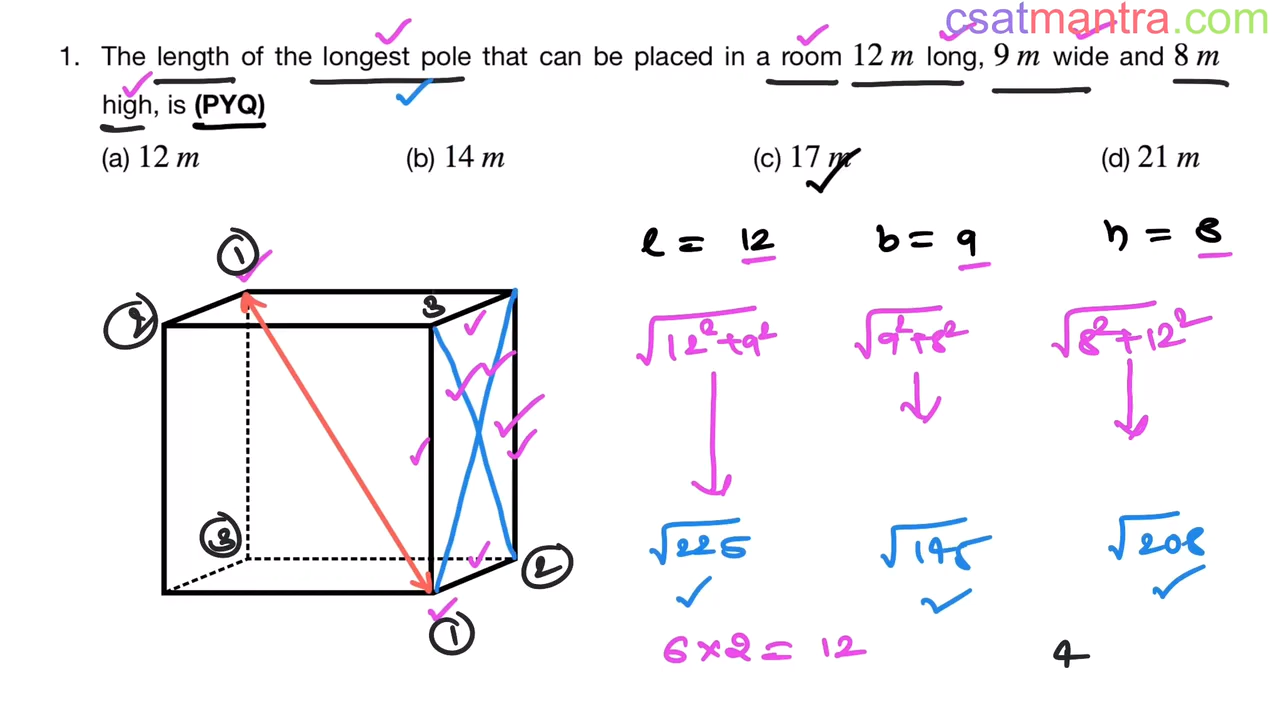 csatmantra.com
1. The length of the longest pole that can be placed in a room 12 m long, 9 m wide and 8 m
high, is (PYQ)
(a) 12 m (b) 14 m (c) 17 m (d) 21 m
l = 12 b = 9 h = 8
1
2 3
√12²+9² √9²+8² √8²+12²
3 2
√225 √145 √208
1
6 × 2 = 12 4